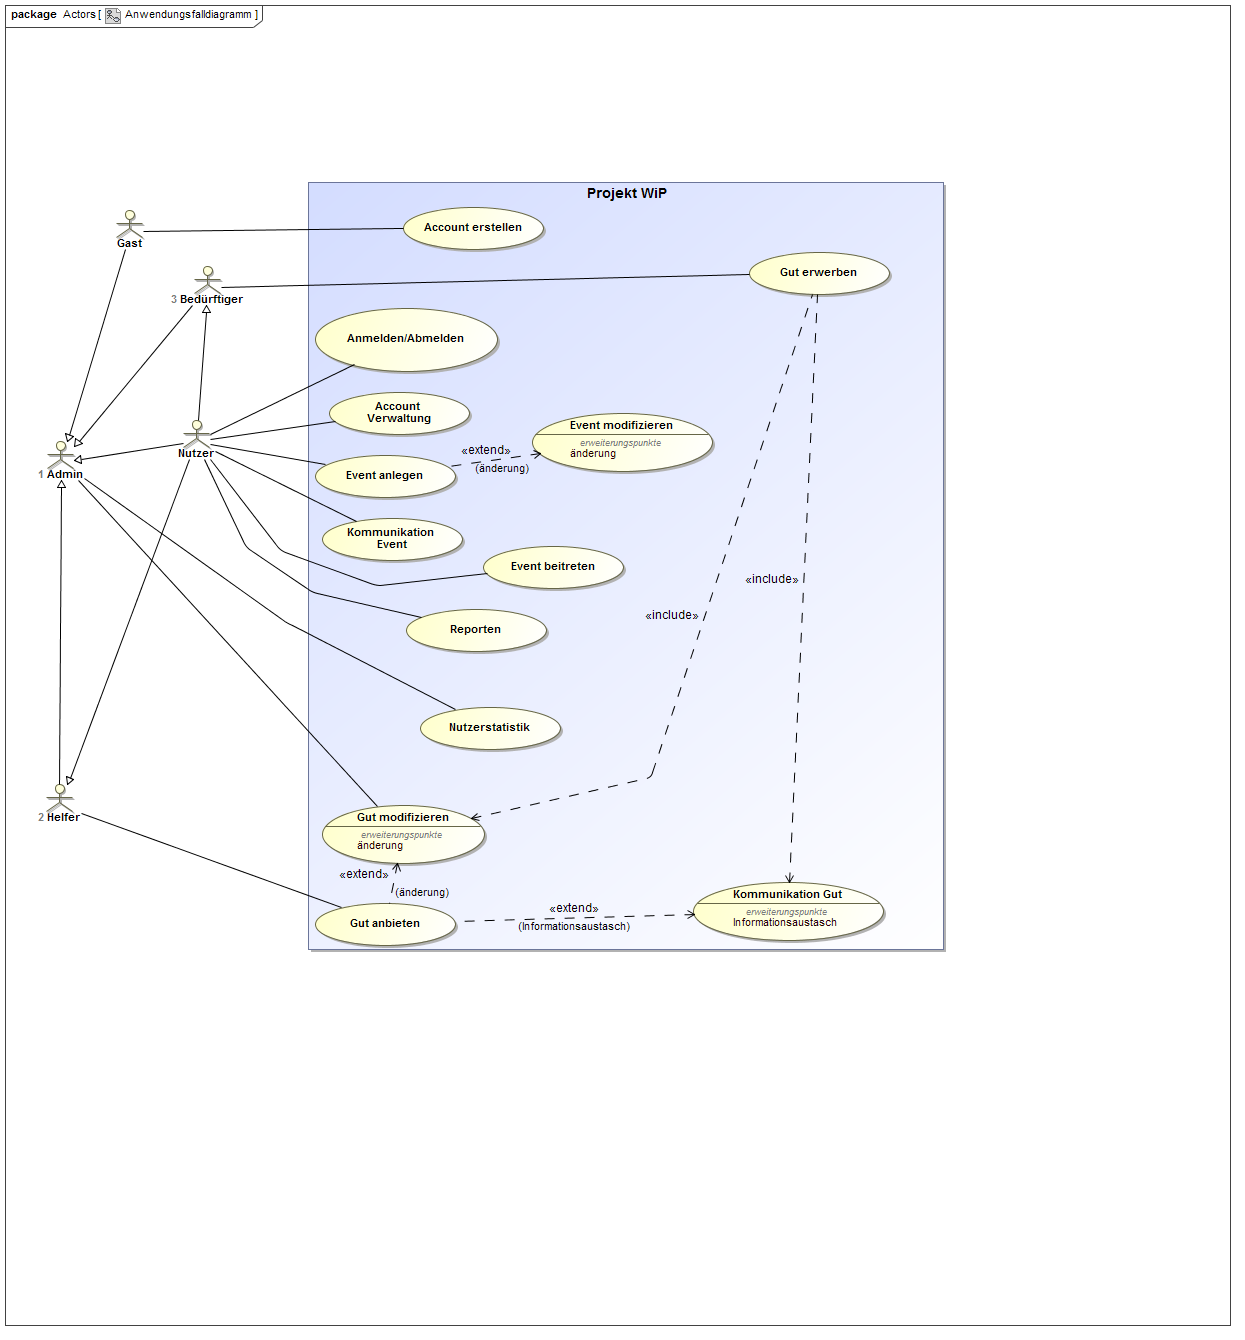 package Actors [ Anwendungsfalldiagramm ]
Projekt WiP
Account erstellen
Gast
Gut erwerben
3 Bedürftiger
Anmelden/Abmelden
Account
Verwaltung
Event modifizieren
erweiterungspunkte
änderung
«extend»
(änderung)
Nutzer
Event anlegen
1 Admin
Kommunikation
Event
Event beitreten
«include»
«include»
Reporten
Nutzerstatistik
2 Helfer
Gut modifizieren
erweiterungspunkte
änderung
«extend»
(änderung)
Gut anbieten
«extend»
(Informationsaustasch)
Kommunikation Gut
erweiterungspunkte
Informationsaustasch